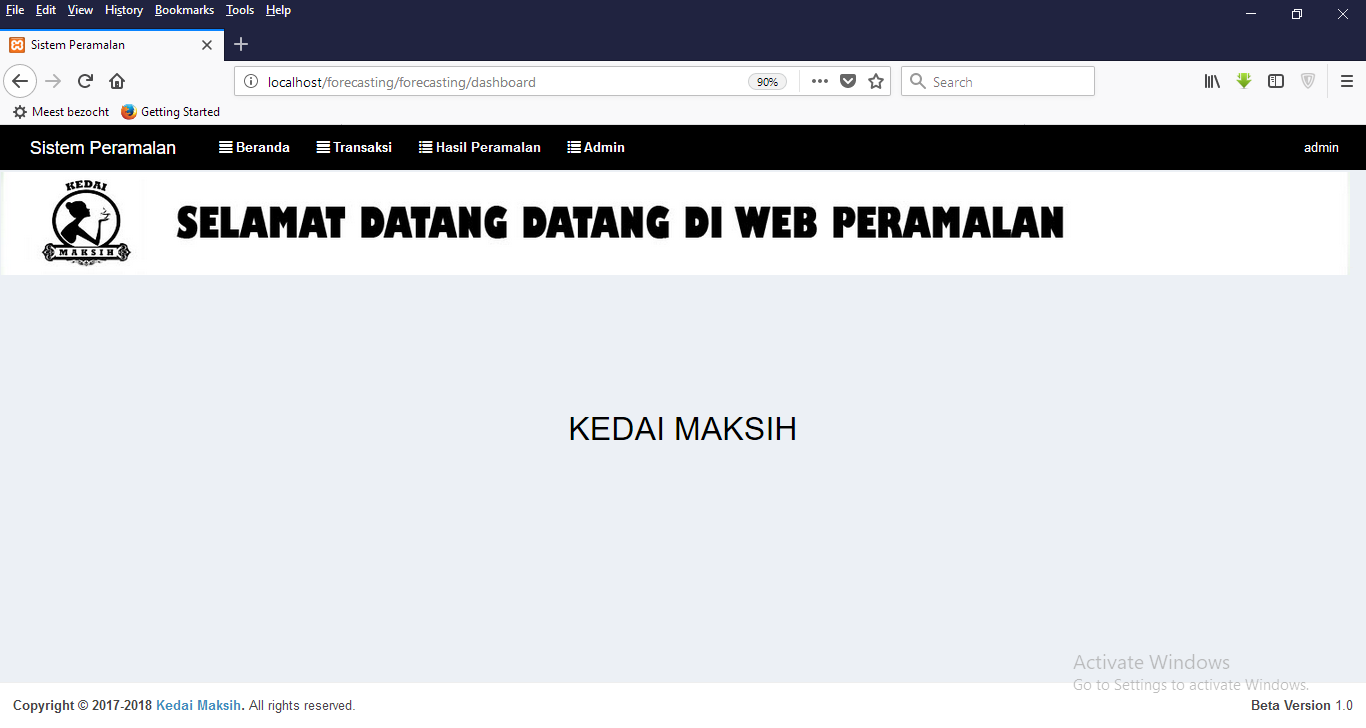 File Edit View History Bookmarks Tools Help
Sistem Peramalan
localhost/forecasting/forecasting/dashboard 90% Search
Meest bezocht Getting Started
Sistem Peramalan Beranda Transaksi Hasil Peramalan Admin admin
KEDAI
MAKSIH
SELAMAT DATANG DATANG DI WEB PERAMALAN
KEDAI MAKSIH
Activate Windows
Go to Settings to activate Windows.
Copyright © 2017-2018 Kedai Maksih. All rights reserved. Beta Version 1.0